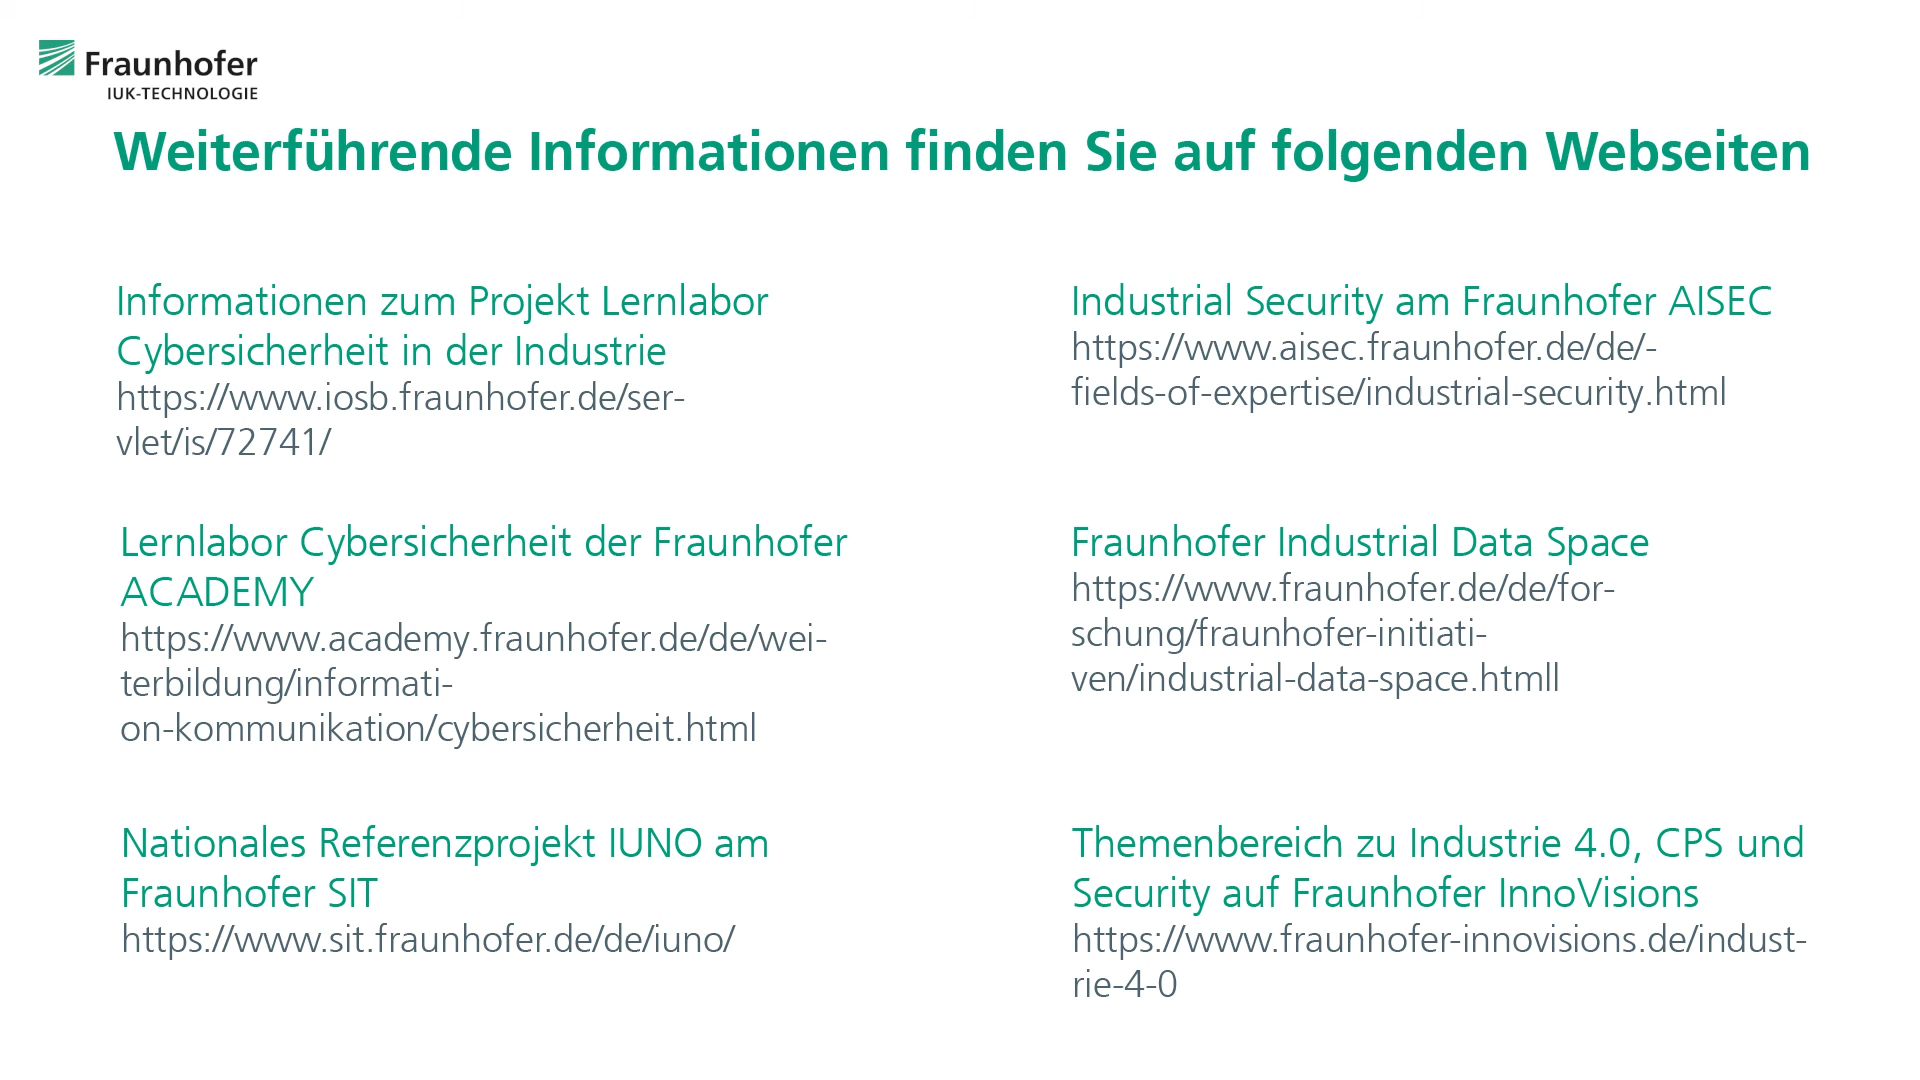 Fraunhofer
IUK-TECHNOLOGIE
Weiterführende Informationen finden Sie auf folgenden Webseiten
Informationen zum Projekt Lernlabor
Cybersicherheit in der Industrie
https://www.iosb.fraunhofer.de/ser-
vlet/is/72741/
Lernlabor Cybersicherheit der Fraunhofer
ACADEMY
https://www.academy.fraunhofer.de/de/wei-
terbildung/informati-
on-kommunikation/cybersicherheit.html
Nationales Referenzprojekt IUNO am
Fraunhofer SIT
https://www.sit.fraunhofer.de/de/iuno/
Industrial Security am Fraunhofer AISEC
https://www.aisec.fraunhofer.de/de/-
fields-of-expertise/industrial-security.html
Fraunhofer Industrial Data Space
https://www.fraunhofer.de/de/for-
schung/fraunhofer-initiati-
ven/industrial-data-space.htmll
Themenbereich zu Industrie 4.0, CPS und
Security auf Fraunhofer InnoVisions
https://www.fraunhofer-innovisions.de/indust-
rie-4-0